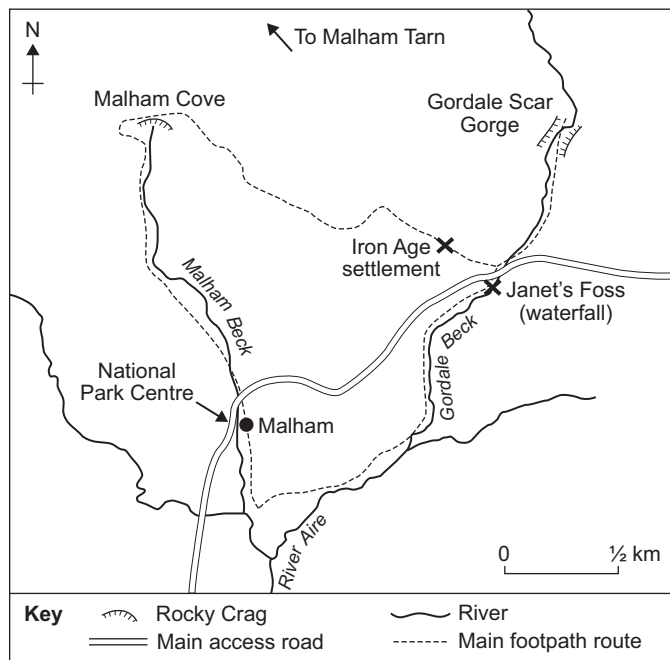 N
To Malham Tarn
Malham Cove
Gordale Scar
Gorge
Iron Age
settlement
Janet's Foss
(waterfall)
Malham Beck
Gordale Beck
National
Park Centre
Malham
River Aire
0 ½ km
Key Rocky Crag River
Main access road Main footpath route